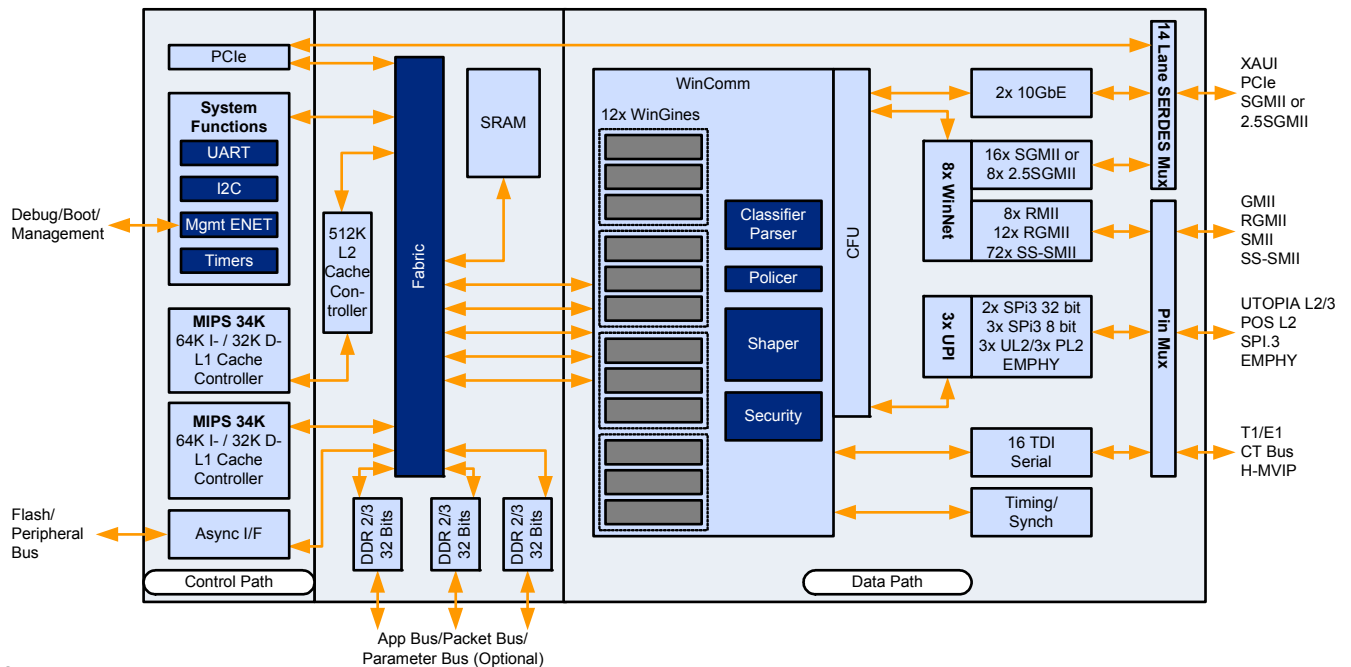 PCIe
System
Functions
UART
I2C
Mgmt ENET
Timers
Debug/Boot/
Management
MIPS 34K
64K I- / 32K D-
L1 Cache
Controller
MIPS 34K
64K I- / 32K D-
L1 Cache
Controller
Flash/
Peripheral
Bus
Async I/F
Control Path
512K
L2
Cache
Con-
troller
Fabric
SRAM
DDR 2/3
32 Bits
DDR 2/3
32 Bits
DDR 2/3
32 Bits
App Bus/Packet Bus/
Parameter Bus (Optional)
WinComm
12x WinGines
Classifier
Parser
Policer
Shaper
Security
CFU
2x 10GbE
8x WinNet
16x SGMII or
8x 2.5SGMII
8x RMII
12x RGMII
72x SS-SMII
3x UPI
2x SPi3 32 bit
3x SPi3 8 bit
3x UL2/3x PL2
EMPHY
16 TDI
Serial
Timing/
Synch
Data Path
14 Lane SERDES Mux
Pin Mux
XAUI
PCIe
SGMII or
2.5SGMII
GMII
RGMII
SMII
SS-SMII
UTOPIA L2/3
POS L2
SPI.3
EMPHY
T1/E1
CT Bus
H-MVIP